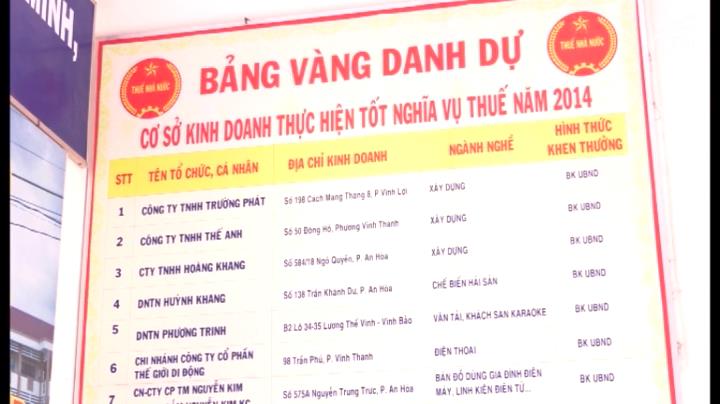 MINH,
THUẾ NHÀ NƯỚC
BẢNG VÀNG DANH DỰ
THUẾ NHÀ NƯỚC
CƠ SỞ KINH DOANH THỰC HIỆN TỐT NGHĨA VỤ THUẾ NĂM 2014
STT TÊN TỔ CHỨC, CÁ NHÂN ĐỊA CHỈ KINH DOANH NGÀNH NGHỀ HÌNH THỨC KHEN THƯỞNG
1 CÔNG TY TNHH TRƯỜNG PHÁT Số 198 Cách Mạng Tháng 8, P.Vĩnh Lợi XÂY DỰNG BK UBND
2 CÔNG TY TNHH THẾ ANH Số 50 Đông Hồ, Phường Vĩnh Thanh XÂY DỰNG BK UBND
3 CTY TNHH HOÀNG KHANG Số 584/18 Ngô Quyền, P. An Hòa XÂY DỰNG BK UBND
4 DNTN HUỲNH KHANG Số 138 Trần Khánh Dư, P. An Hòa CHẾ BIẾN HẢI SẢN BK UBND
5 DNTN PHƯƠNG TRINH B2 Lô 34-35 Lương Thế Vinh - Vĩnh Bảo VẬN TẢI, KHÁCH SẠN KARAOKE BK UBND
6 CHI NHÁNH CÔNG TY CỔ PHẦN THẾ GIỚI DI ĐỘNG 98 Trần Phú, P. Vĩnh Thanh ĐIỆN THOẠI BK UBND
7 CN-CTY CP TM NGUYỄN KIM Số 575A Nguyễn Trung Trực, P. An Hòa BÁN ĐỒ DÙNG GIA ĐÌNH ĐIỆN MÁY, LINH KIỆN ĐIỆN TỬ... BK UBND